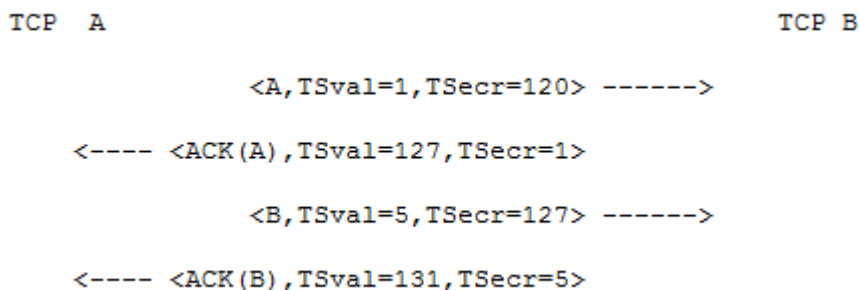 TCP A TCP B
<A,TSval=1,TSecr=120> ------>
<---- <ACK(A),TSval=127,TSecr=1>
<B,TSval=5,TSecr=127> ------>
<---- <ACK(B),TSval=131,TSecr=5>